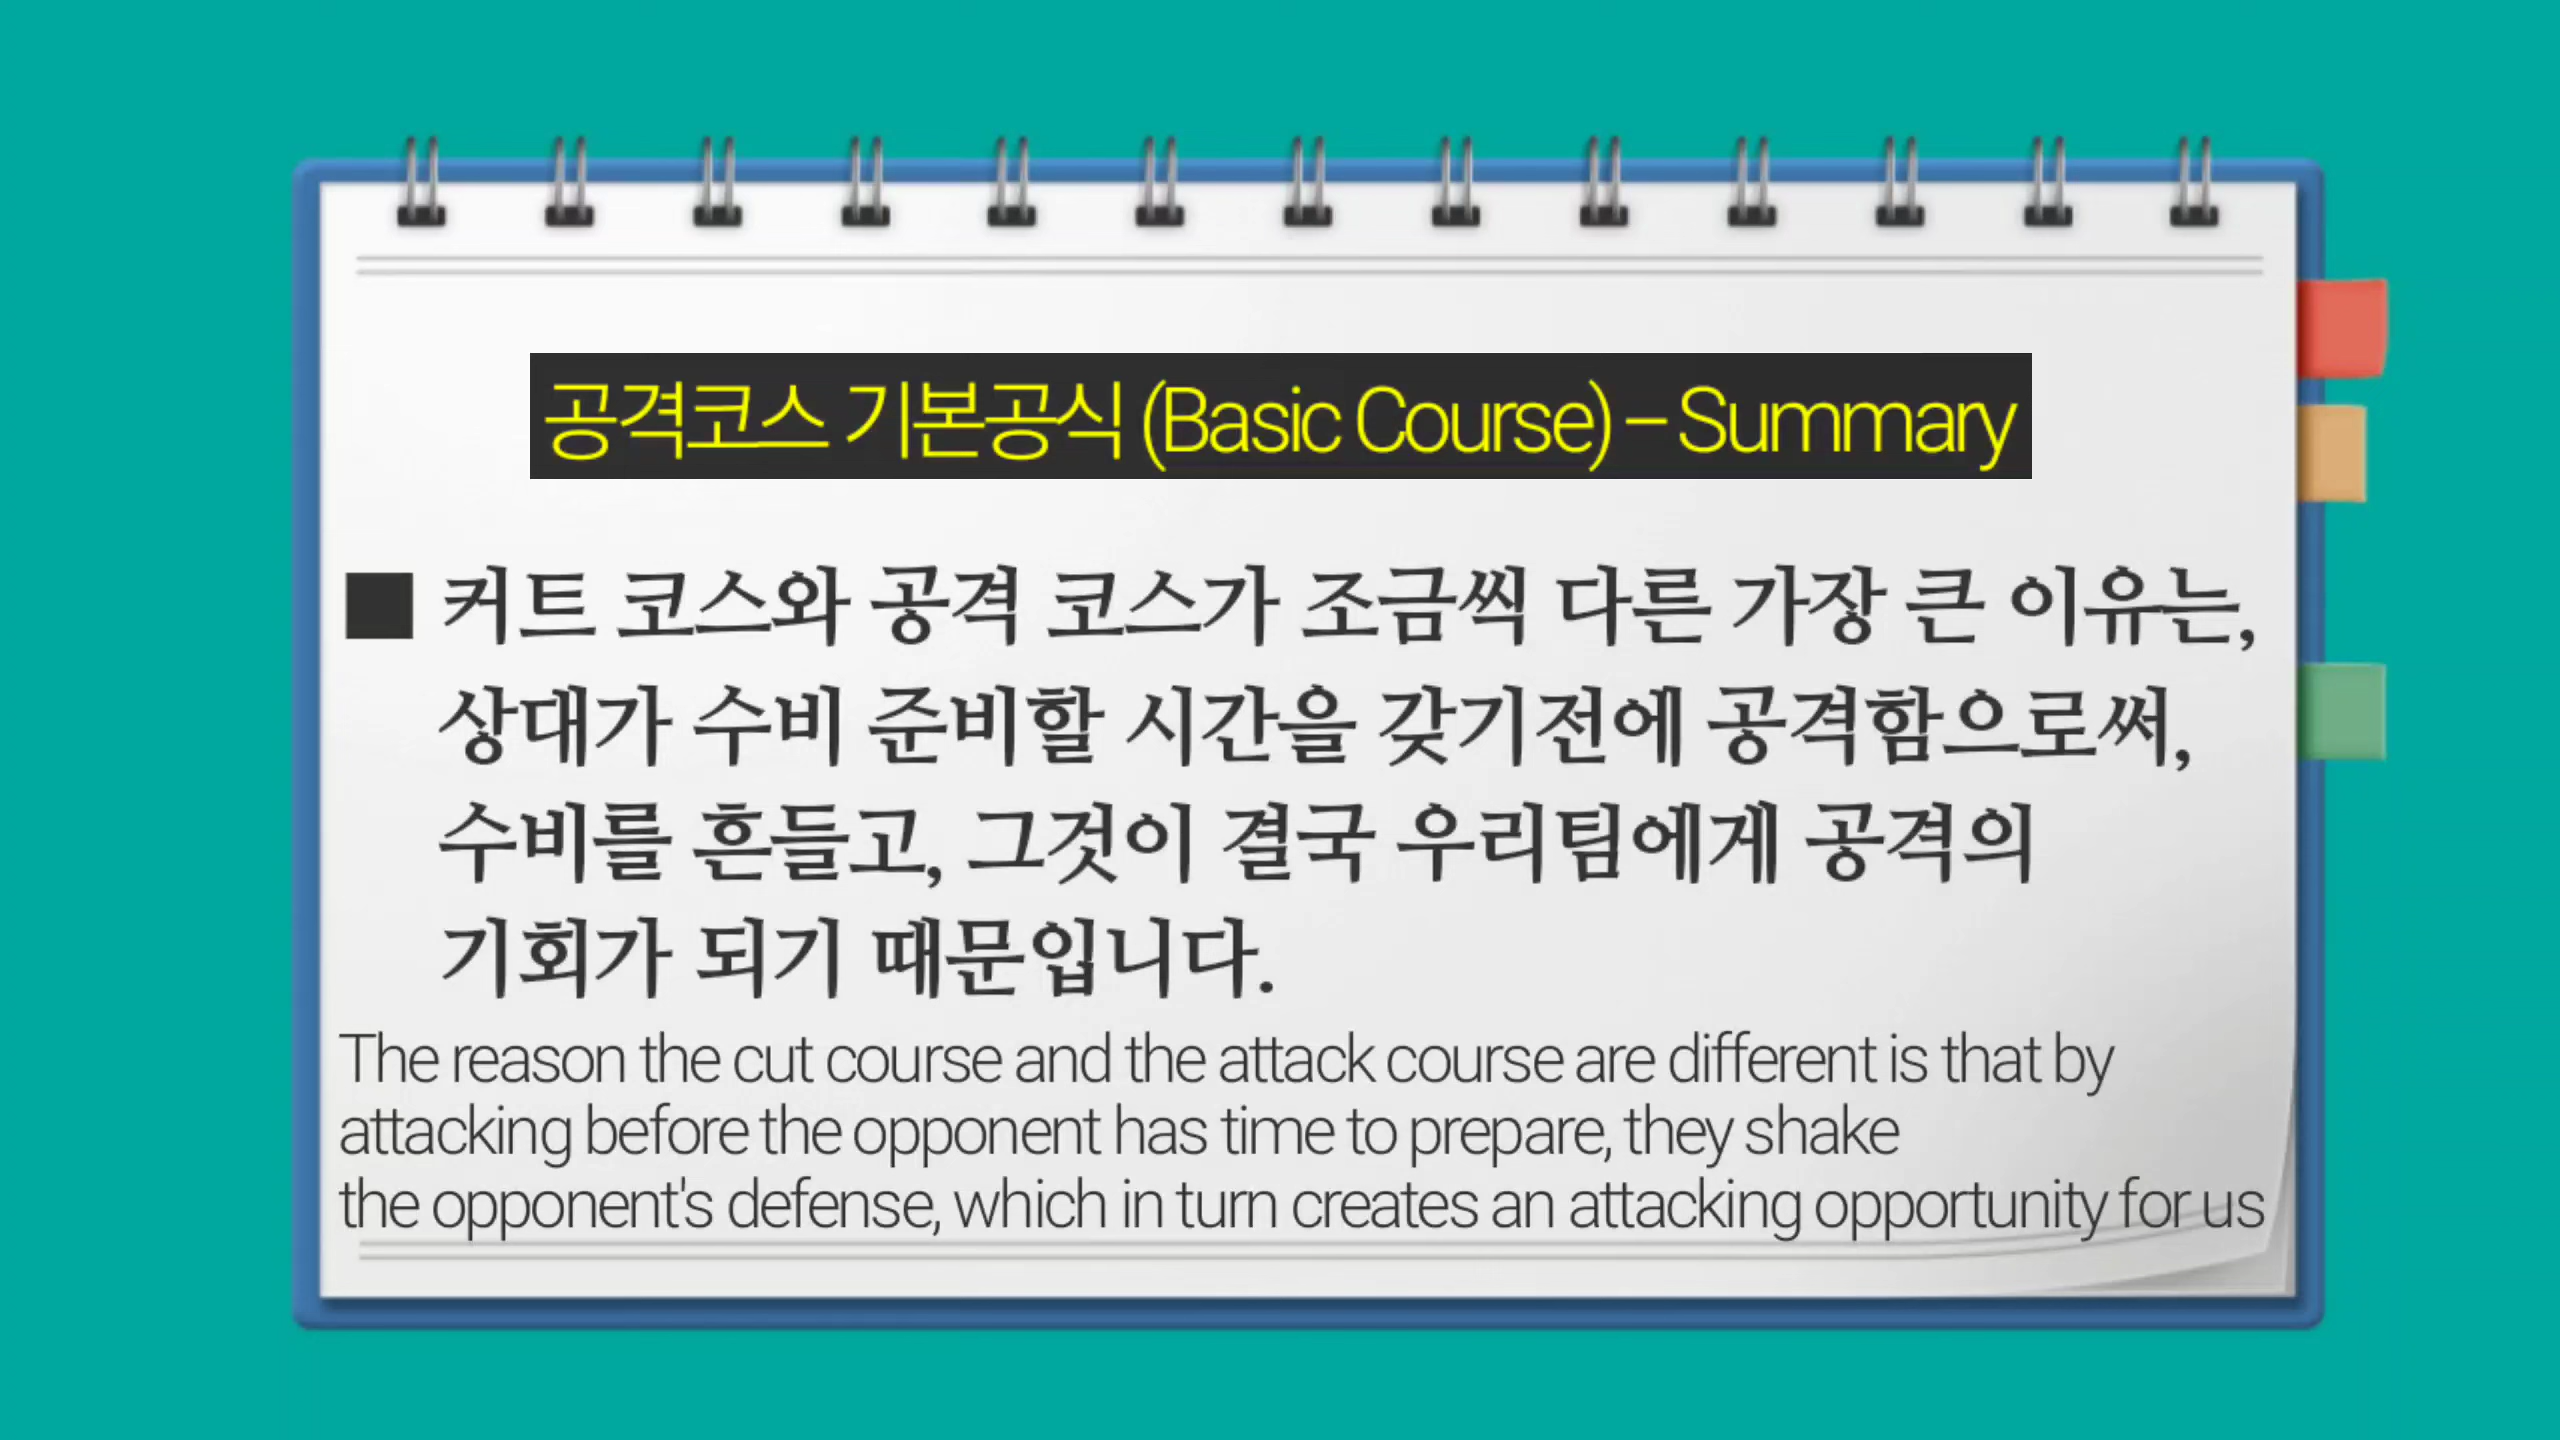 공격코스 기본공식 (Basic Course) – Summary
■ 커트 코스와 공격 코스가 조금씩 다른 가장 큰 이유는,
상대가 수비 준비할 시간을 갖기전에 공격함으로써,
수비를 흔들고, 그것이 결국 우리팀에게 공격의
기회가 되기 때문입니다.
The reason the cut course and the attack course are different is that by
attacking before the opponent has time to prepare, they shake
the opponent's defense, which in turn creates an attacking opportunity for us